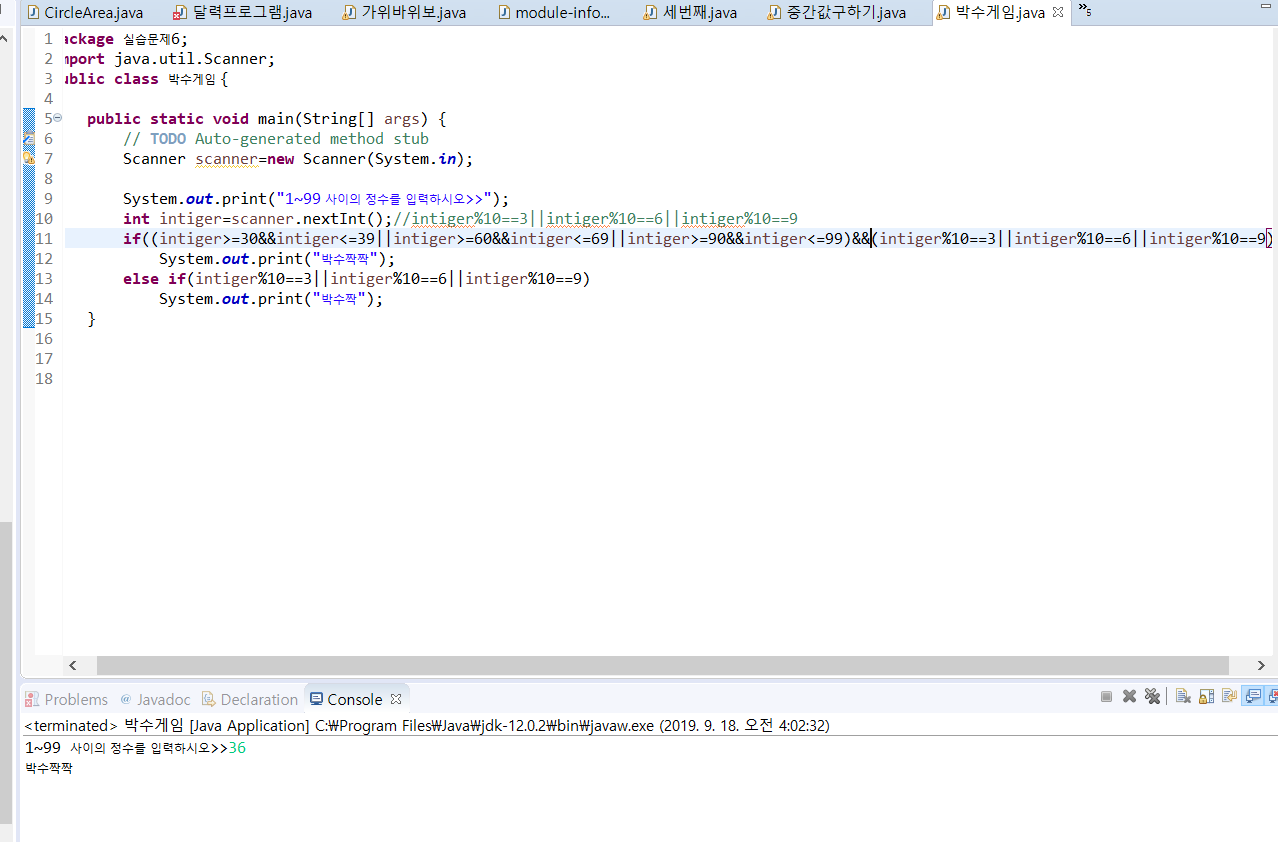 CircleArea.java 달력프로그램.java 가위바위보.java module-info... 세번째.java 중간값구하기.java 박수게임.java »5
1 ackage 실습문제6;
2 mport java.util.Scanner;
3 ublic class 박수게임 {
4
5 public static void main(String[] args) {
6 // TODO Auto-generated method stub
7 Scanner scanner=new Scanner(System.in);
8
9 System.out.print("1~99 사이의 정수를 입력하시오>>");
10 int intiger=scanner.nextInt();//intiger%10==3||intiger%10==6||intiger%10==9
11 if((intiger>=30&&intiger<=39||intiger>=60&&intiger<=69||intiger>=90&&intiger<=99)&&(intiger%10==3||intiger%10==6||intiger%10==9)
12 System.out.print("박수짝짝");
13 else if(intiger%10==3||intiger%10==6||intiger%10==9)
14 System.out.print("박수짝");
15 }
16
17
18
Problems @ Javadoc Declaration Console
<terminated> 박수게임 [Java Application] C:₩Program Files₩Java₩jdk-12.0.2₩bin₩javaw.exe (2019. 9. 18. 오전 4:02:32)
1~99 사이의 정수를 입력하시오>>36
박수짝짝